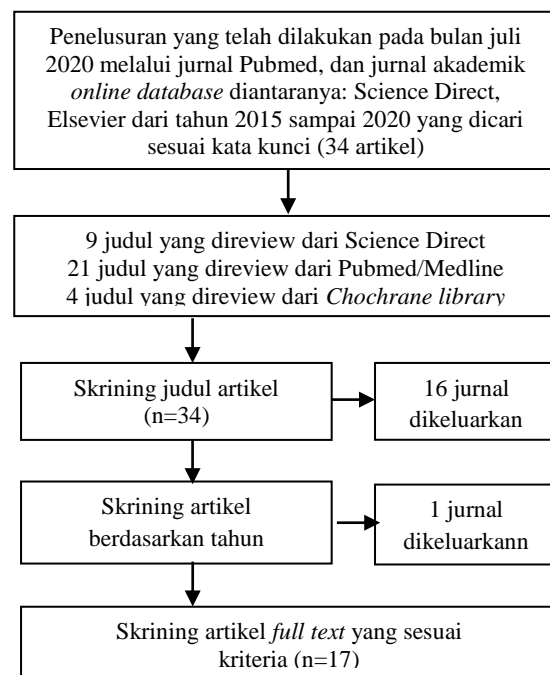 Penelusuran yang telah dilakukan pada bulan juli
2020 melalui jurnal Pubmed, dan jurnal akademik
online database diantaranya: Science Direct,
Elsevier dari tahun 2015 sampai 2020 yang dicari
sesuai kata kunci (34 artikel)
9 judul yang direview dari Science Direct
21 judul yang direview dari Pubmed/Medline
4 judul yang direview dari Chochrane library
Skrining judul artikel
(n=34)
16 jurnal
dikeluarkan
Skrining artikel
berdasarkan tahun
1 jurnal
dikeluarkann
Skrining artikel full text yang sesuai
kriteria (n=17)